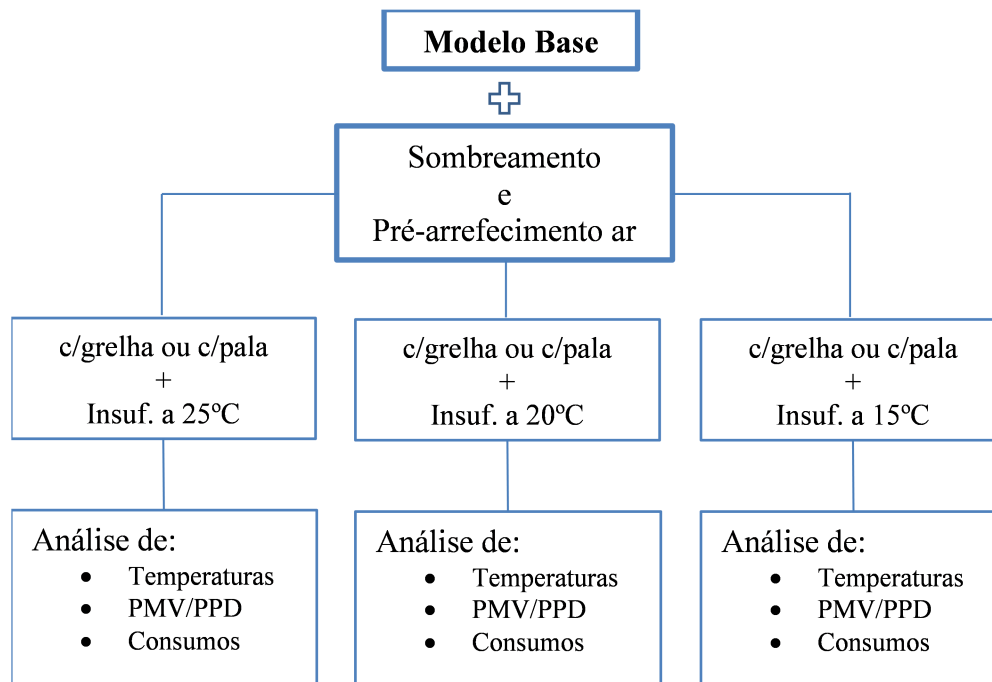 Modelo Base
Sombreamento
e
Pré-arrefecimento ar
c/grelha ou c/pala
+
Insuf. a 25ºC
c/grelha ou c/pala
+
Insuf. a 20ºC
c/grelha ou c/pala
+
Insuf. a 15ºC
Análise de:
• Temperaturas
• PMV/PPD
• Consumos
Análise de:
• Temperaturas
• PMV/PPD
• Consumos
Análise de:
• Temperaturas
• PMV/PPD
• Consumos